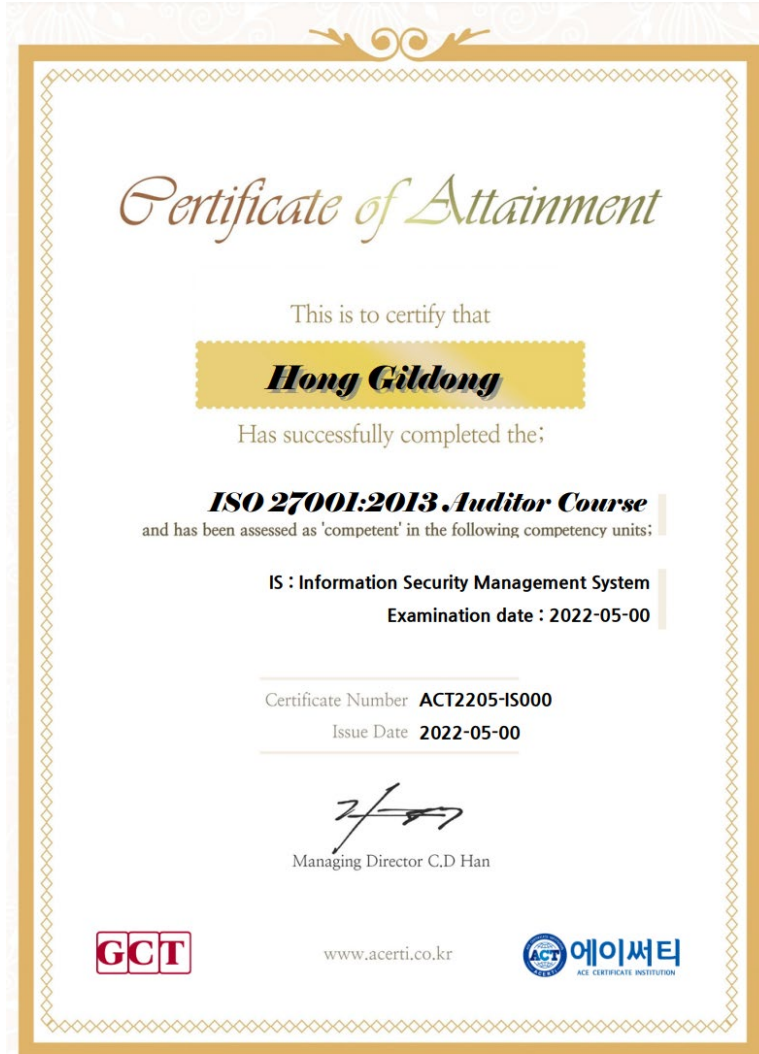 Certificate of Attainment
This is to certify that
Hong Gildong
Has successfully completed the;
ISO 27001:2013 Auditor Course
and has been assessed as 'competent' in the following competency units;
IS : Information Security Management System
Examination date : 2022-05-00
Certificate Number ACT2205-IS000
Issue Date 2022-05-00
Managing Director C.D Han
GCT
www.acerti.co.kr
ACT 에이써티
ACE CERTIFICATE INSTITUTION